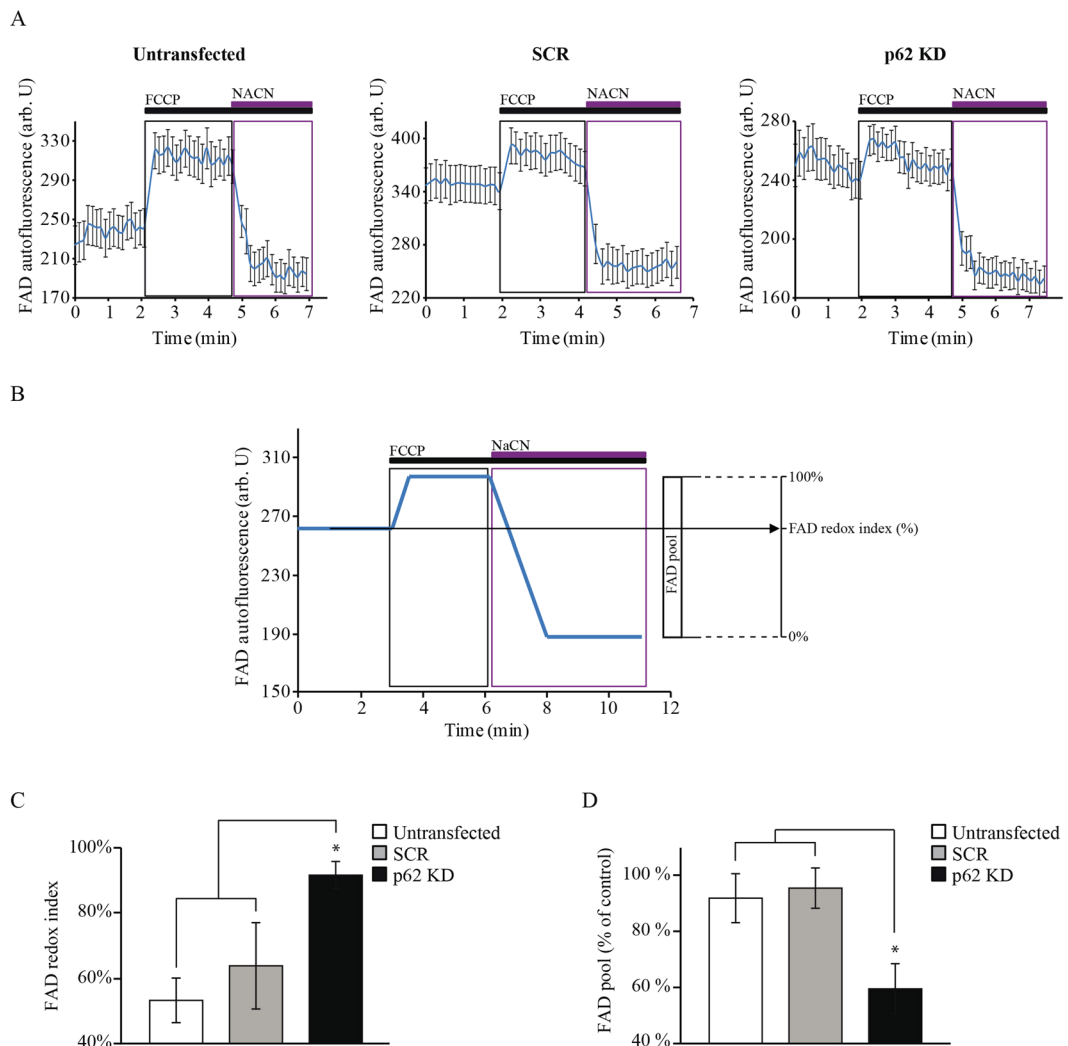 A
Untransfected
SCR
p62 KD
FAD autofluorescence (arb. U)
FCCP
NACN
330
290
250
210
170
0 1 2 3 4 5 6 7
Time (min)
FAD autofluorescence (arb. U)
FCCP
NACN
400
340
280
220
0 1 2 3 4 5 6 7
Time (min)
FAD autofluorescence (arb. U)
FCCP
NACN
280
240
200
160
0 1 2 3 4 5 6 7
Time (min)
B
FAD autofluorescence (arb. U)
FCCP
NaCN
310
270
230
190
150
0 2 4 6 8 10 12
Time (min)
FAD pool
100%
FAD redox index (%)
0%
C
FAD redox index
100%
80%
60%
40%
*
Untransfected
SCR
p62 KD
D
FAD pool (% of control)
100 %
80 %
60 %
40 %
*
Untransfected
SCR
p62 KD